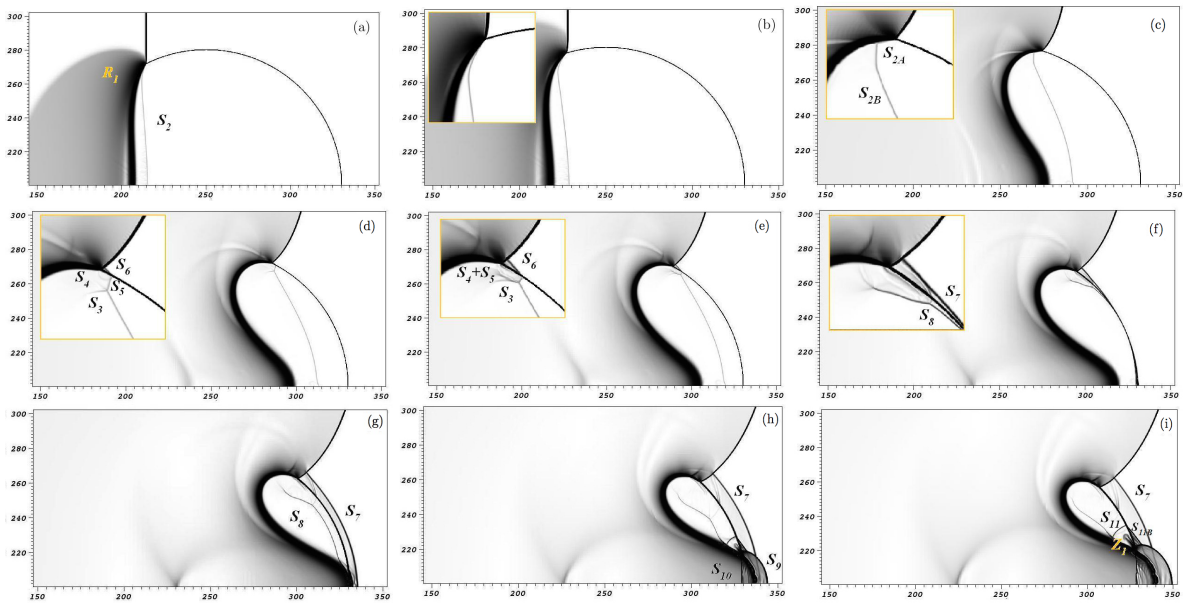 300 (a)
280
R1
260
S2
240
220
150 200 250 300 350
300 (b)
280
260
240
220
150 200 250 300 350
300 (c)
S2A
280
S2B
260
240
220
150 200 250 300 350
300 (d)
280
S6
S4 S5
260
S3
240
220
150 200 250 300 350
300 (e)
280
S6
S4+S5
260
S3
240
220
150 200 250 300 350
300 (f)
280
S7
260
S8
240
220
150 200 250 300 350
300 (g)
280
260
S8 S7
240
220
150 200 250 300 350
300 (h)
280
260
S7
240
220
S10 S9
150 200 250 300 350
300 (i)
280
260
S7
240
S11
S11B
220
Z1
150 200 250 300 350